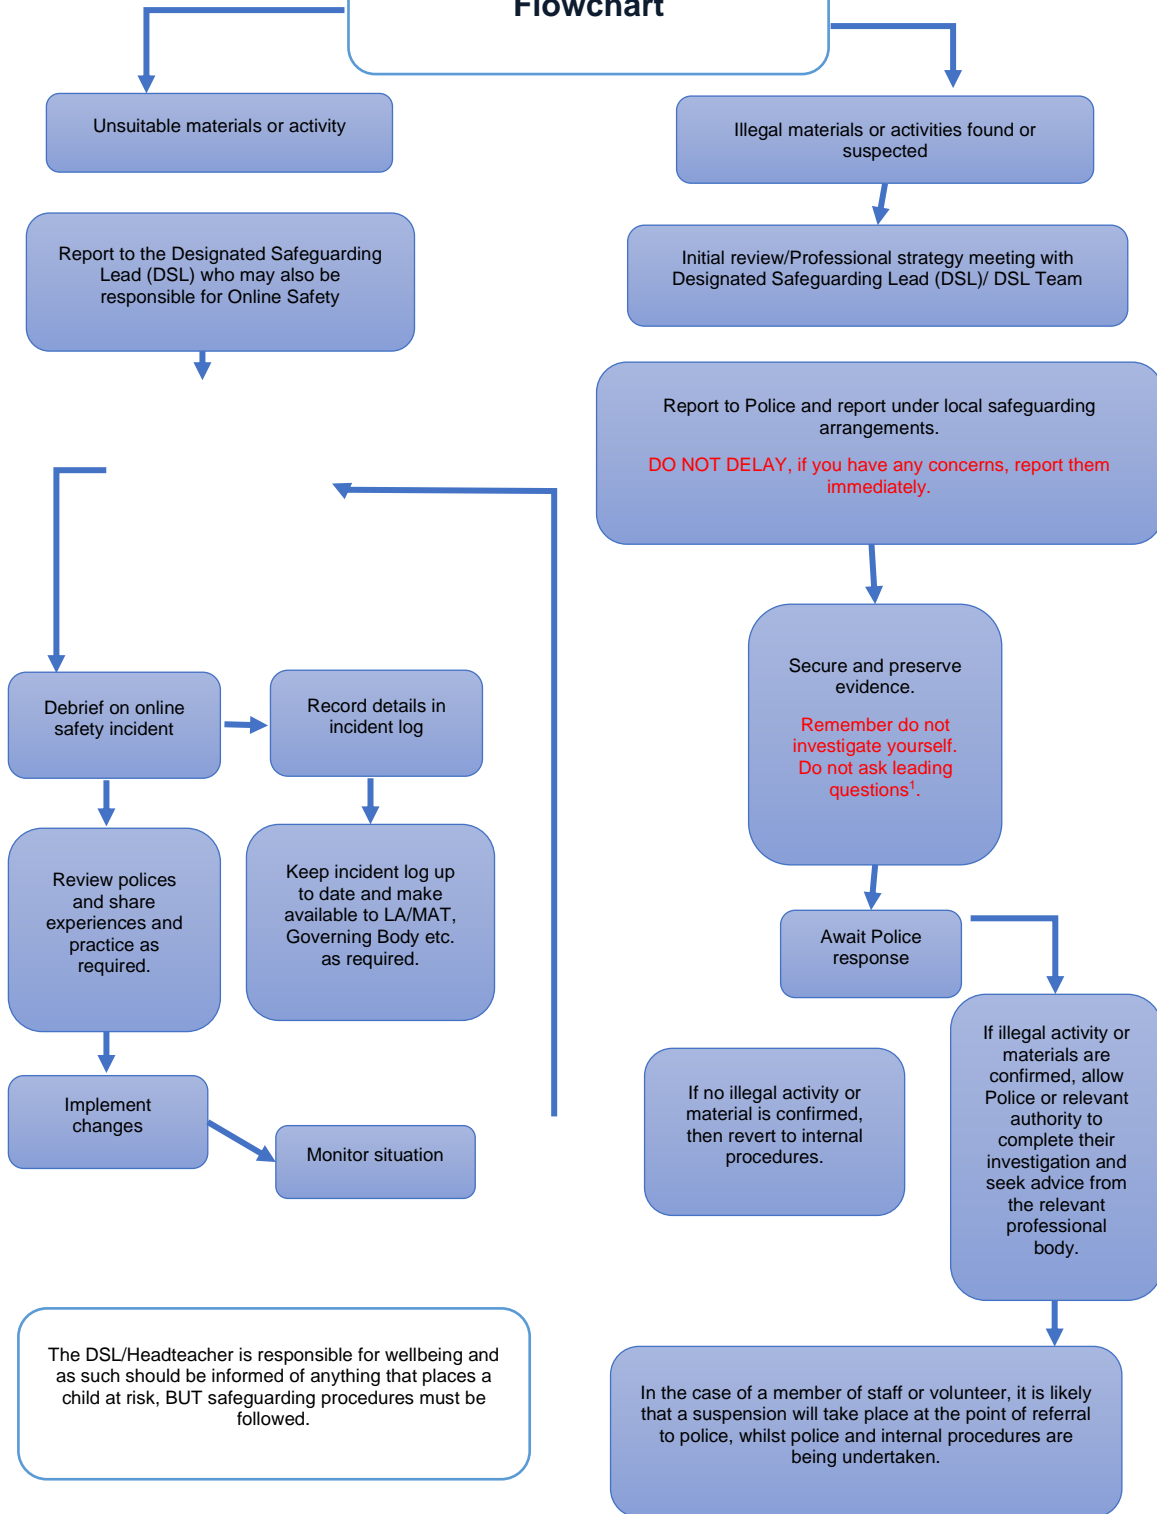 Flowchart
Unsuitable materials or activity
Illegal materials or activities found or
suspected
Report to the Designated Safeguarding
Lead (DSL) who may also be
responsible for Online Safety
Initial review/Professional strategy meeting with
Designated Safeguarding Lead (DSL)/ DSL Team
Report to Police and report under local safeguarding
arrangements.
DO NOT DELAY, if you have any concerns, report them
immediately.
Secure and preserve
evidence.
Remember do not
investigate yourself.
Do not ask leading
questions¹.
Debrief on online
safety incident
Record details in
incident log
Review polices
and share
experiences and
practice as
required.
Keep incident log up
to date and make
available to LA/MAT,
Governing Body etc.
as required.
Await Police
response
If no illegal activity or
material is confirmed,
then revert to internal
procedures.
If illegal activity or
materials are
confirmed, allow
Police or relevant
authority to
complete their
investigation and
seek advice from
the relevant
professional
body.
Implement
changes
Monitor situation
The DSL/Headteacher is responsible for wellbeing and
as such should be informed of anything that places a
child at risk, BUT safeguarding procedures must be
followed.
In the case of a member of staff or volunteer, it is likely
that a suspension will take place at the point of referral
to police, whilst police and internal procedures are
being undertaken.